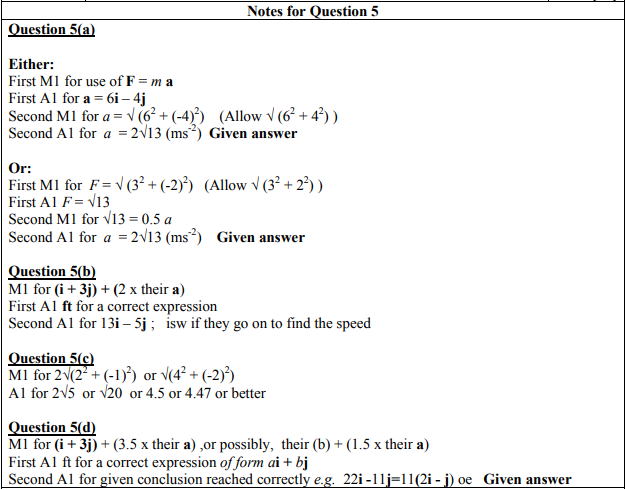 Notes for Question 5
Question 5(a)
Either:
First M1 for use of F = m a
First A1 for a = 6i – 4j
Second M1 for a = √ (6² + (-4)²) (Allow √ (6² + 4²) )
Second A1 for a = 2√13 (ms⁻²) Given answer
Or:
First M1 for F = √ (3² + (-2)²) (Allow √ (3² + 2²) )
First A1 F = √13
Second M1 for √13 = 0.5 a
Second A1 for a = 2√13 (ms⁻²) Given answer
Question 5(b)
M1 for (i + 3j) + (2 x their a)
First A1 ft for a correct expression
Second A1 for 13i – 5j ; isw if they go on to find the speed
Question 5(c)
M1 for 2√(2² + (-1)²) or √(4² + (-2)²)
A1 for 2√5 or √20 or 4.5 or 4.47 or better
Question 5(d)
M1 for (i + 3j) + (3.5 x their a) ,or possibly, their (b) + (1.5 x their a)
First A1 ft for a correct expression of form ai + bj
Second A1 for given conclusion reached correctly e.g. 22i -11j=11(2i - j) oe Given answer